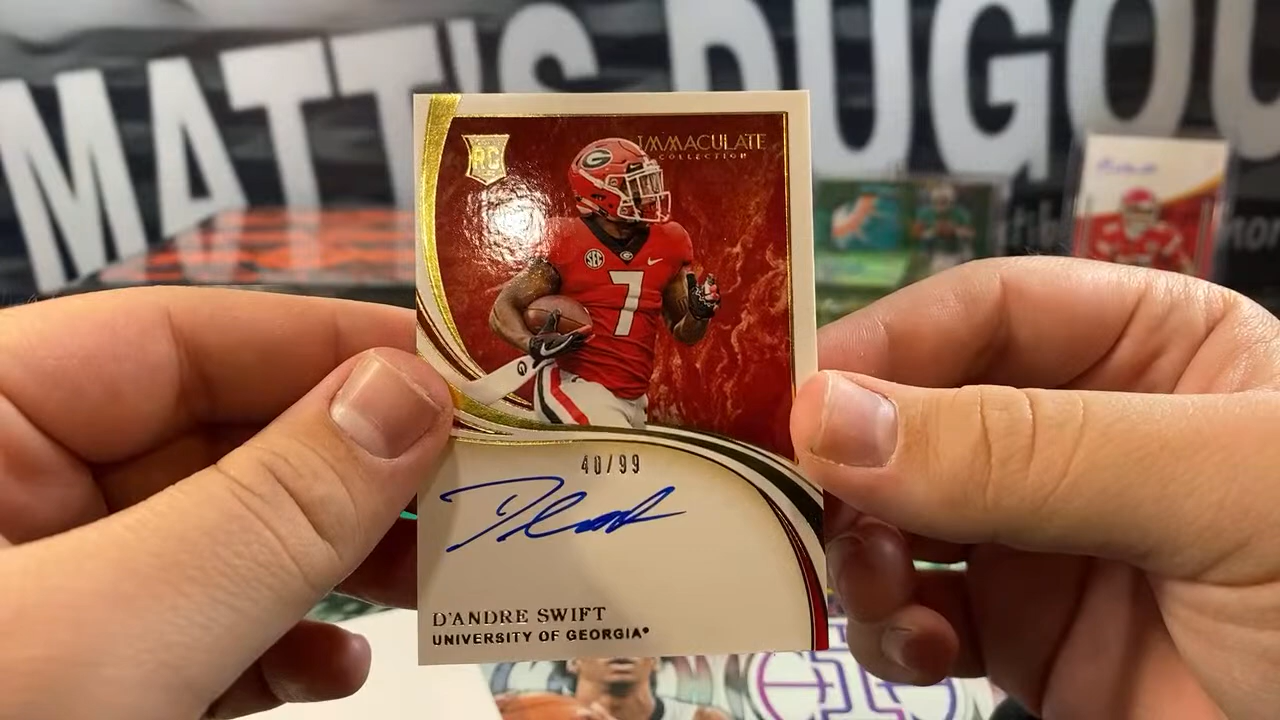 MATT'S DUGOU
RC
IMMACULATE
COLLECTION
SEC
G
7
40/99
D'ANDRE SWIFT
UNIVERSITY OF GEORGIA®